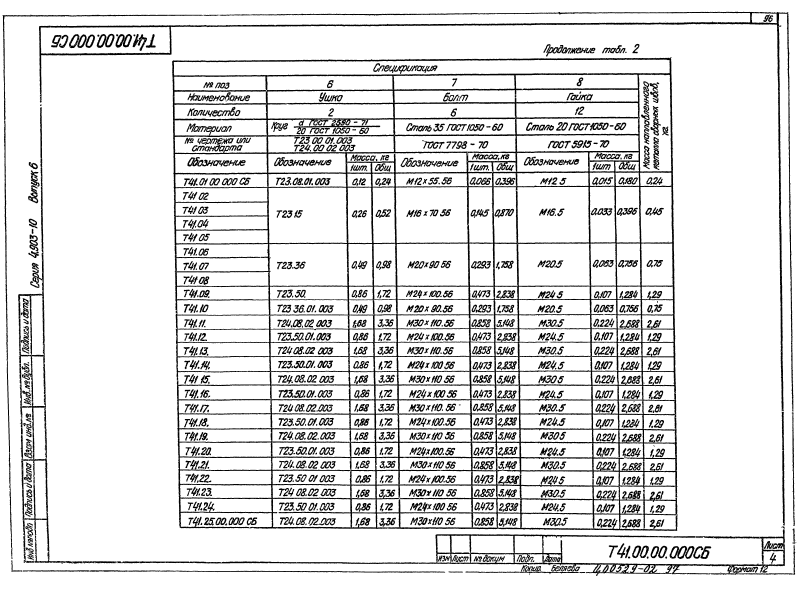 96
Т41.00.00.000 СБ
Продолжение табл. 2
Спецификация
№ поз 6 7 8 Масса наплавленного металла сварных швов, кг
Наименование Ушко Болт Гайка
Количество 2 6 12
Материал Круг d ГОСТ 2590-71 / 20 ГОСТ 1050-60 Сталь 35 ГОСТ 1050-60 Сталь 20 ГОСТ 1050-60
№ чертежа или стандарта Т23 00 01.003 Т24.00 02 003 ГОСТ 7798-70 ГОСТ 5915-70
Обозначение Обозначение Масса, кг Обозначение Масса, кг Обозначение Масса, кг
1шт. Общ 1шт. Общ 1шт Общ
Т41.01 00 000 СБ Т23.08.01.003 0,12 0,24 М12×55.56 0,066 0,396 М12.5 0,015 0,180 0,24
Т41 02
Т41 03 Т23 15 0,26 0,52 М16×70.56 0,145 0,870 М16.5 0,033 0,396 0,45
Т41.04
Т41 05
Т41.06
Т41.07 Т23.36 0,49 0,98 М20×90 56 0,293 1,758 М20.5 0,063 0,756 0,75
Т41 08
Т41.09. Т23.50. 0,86 1,72 М24×100.56 0,473 2,838 М24.5 0,107 1,284 1,29
Т41.10 Т23 36.01.003 0,49 0,98 М20×90.56 0,293 1,758 М20.5 0,063 0,756 0,75
Т41.11. Т24.08.02.003 1,68 3,36 М30×110.56 0,858 5,148 М30.5 0,224 2,688 2,61
Т41.12. Т23.50.01.003 0,86 1,72 М24×100.56 0,473 2,838 М24.5 0,107 1,284 1,29
Т41.13. Т24 08.02.003 1,68 3,36 М30×110.56 0,858 5,148 М30.5 0,224 2,688 2,61
Т41.14. Т23.50.01.003 0,86 1,72 М24×100 56 0,473 2,838 М24.5 0,107 1,284 1,29
Т41 15. Т24.08.02 003 1,68 3,36 М30×110.56 0,858 5,148 М30.5 0,224 2,688 2,61
Т41.16. Т23.50.01.003 0,86 1,72 М24×100 56 0,473 2,838 М24.5 0,107 1,284 1,29
Т41.17. Т24.08.02.003 1,68 3,36 М30×110.56 0,858 5,148 М30.5 0,224 2,688 2,61
Т41.18. Т23.50.01.003 0,86 1,72 М24×100 56 0,473 2,838 М24.5 0,107 1,284 1,29
Т41.19. Т24.08.02.003 1,68 3,36 М30×110 56 0,858 5,148 М30.5 0,224 2,688 2,61
Т41.20. Т23.50.01.003 0,86 1,72 М24×100.56 0,473 2,838 М24.5 0,107 1,284 1,29
Т41.21. Т24.08.02.003 1,68 3,36 М30×110 56 0,858 5,148 М30.5 0,224 2,688 2,61
Т41.22. Т23.50 01 003 0,86 1,72 М24×100.56 0,473 2,838 М24.5 0,107 1,284 1,29
Т41.23. Т24 08.02.003 1,68 3,36 М30×110 56 0,858 5,148 М30.5 0,224 2,688 2,61
Т41.24. Т23.50 01 003 0,86 1,72 М24×100.56 0,473 2,838 М24.5 0,107 1,284 1,29
Т41.25.00.000 СБ Т24.08.02.003 1,68 3,36 М30×110 56 0,858 5,148 М30.5 0,224 2,688 2,61
Серия 4.903-10 Выпуск 6
Подпись и дата
Инв.№ дубл.
Взам инв.№
Подпись и дата
Инв №подл
Т41.00.00.000СБ Лист 4
Изм Лист № докум Подп. Дата
Копир Беляева Ц00529-02 97 Формат 12